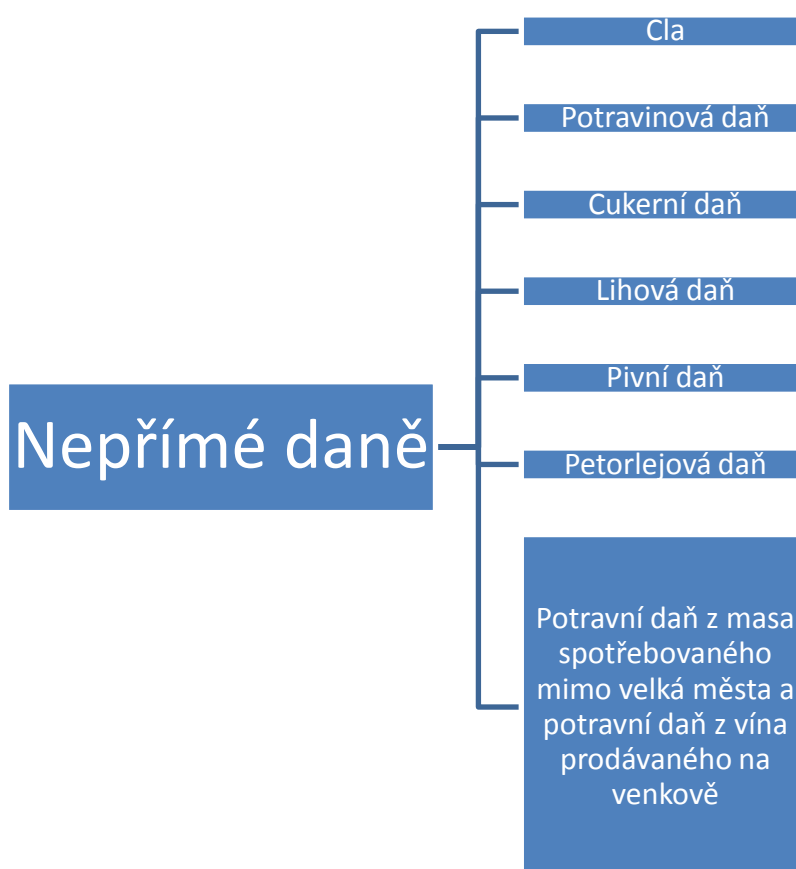 Cla
Potravinová daň
Cukerní daň
Lihová daň
Pivní daň
Nepřímé daně
Petorlejová daň
Potravní daň z masa
spotřebovaného
mimo velká města a
potravní daň z vína
prodávaného na
venkově